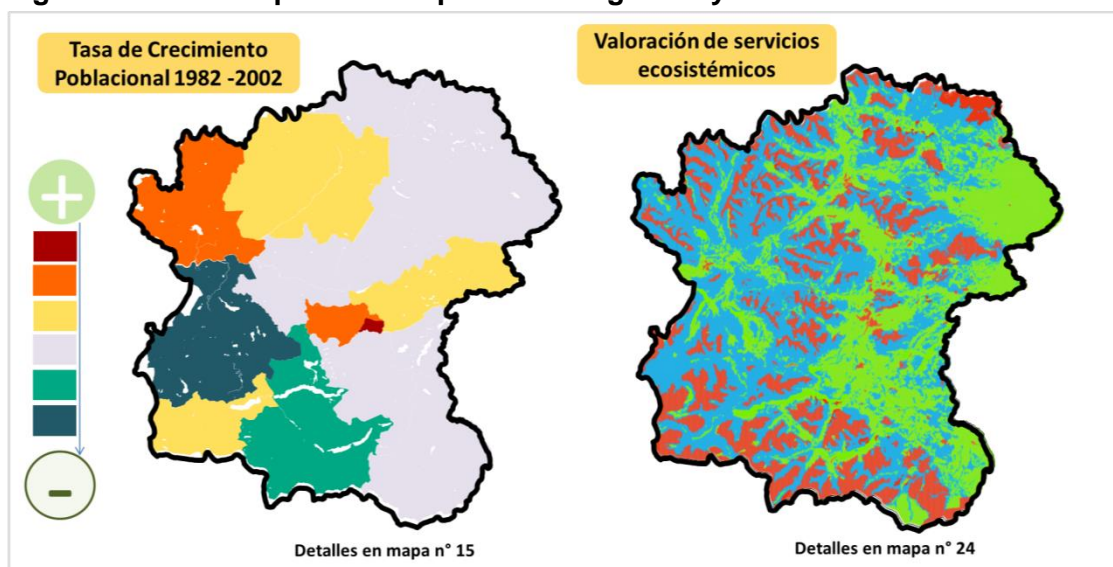 Tasa de Crecimiento
Poblacional 1982 -2002
Valoración de servicios
ecosistémicos
+
-
Detalles en mapa n° 15
Detalles en mapa n° 24